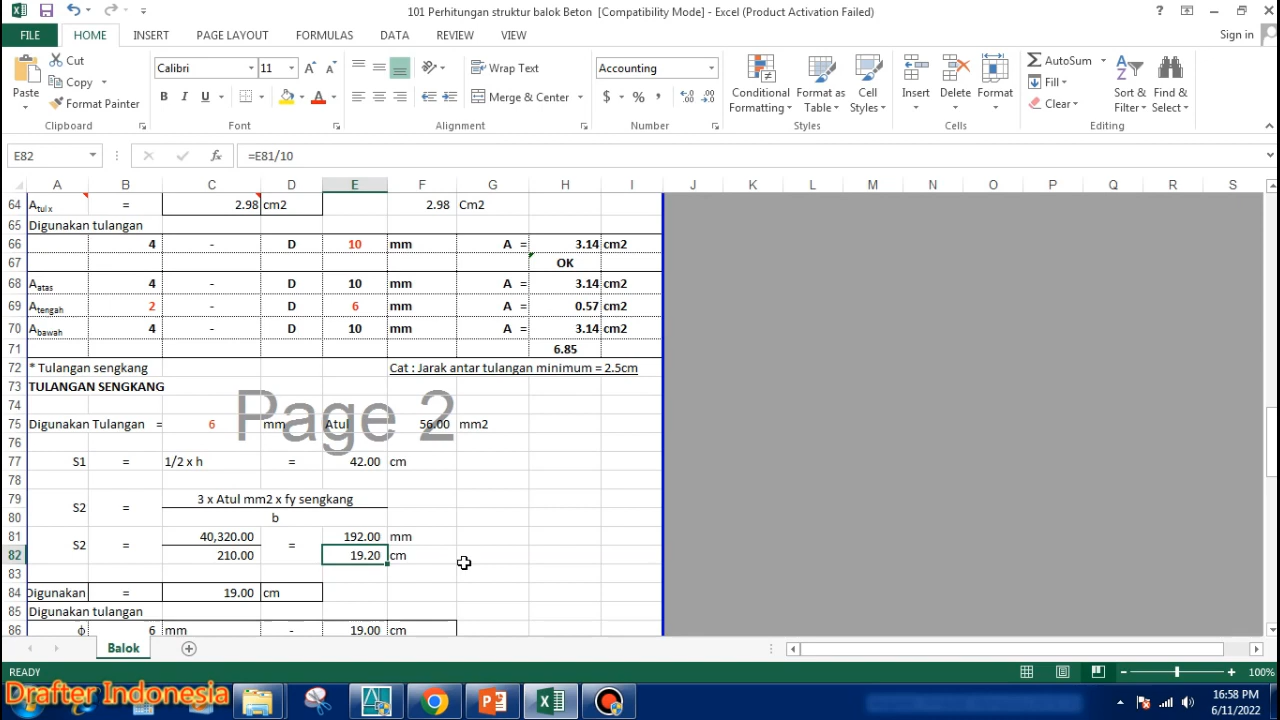 101 Perhitungan struktur balok Beton [Compatibility Mode] - Excel (Product Activation Failed)
FILE HOME INSERT PAGE LAYOUT FORMULAS DATA REVIEW VIEW Sign in
Paste Cut Copy Format Painter
Calibri 11 B I U A
Wrap Text Merge & Center
Accounting $ %
Conditional Formatting Format as Table Cell Styles
Insert Delete Format
AutoSum Fill Clear Sort & Filter Find & Select
Clipboard Font Alignment Number Styles Cells Editing
E82 fx =E81/10
A B C D E F G H I J K L M N O P Q R S
64 Atul x = 2.98 cm2 2.98 Cm2
65 Digunakan tulangan
66 4 - D 10 mm A = 3.14 cm2
67 OK
68 Aatas 4 - D 10 mm A = 3.14 cm2
69 Atengah 2 - D 6 mm A = 0.57 cm2
70 Abawah 4 - D 10 mm A = 3.14 cm2
71 6.85
72 * Tulangan sengkang Cat : Jarak antar tulangan minimum = 2.5cm
73 TULANGAN SENGKANG
74
Page 2
75 Digunakan Tulangan = 6 mm Atul 56.00 mm2
76
77 S1 = 1/2 x h = 42.00 cm
78
79 3 x Atul mm2 x fy sengkang
S2 =
80 b
81 40,320.00 192.00 mm
S2 = =
82 210.00 19.20 cm
83
84 Digunakan = 19.00 cm
85 Digunakan tulangan
86 ϕ 6 mm - 19.00 cm
Balok
READY 100%
Drafter Indonesia
16:58 PM
6/11/2022